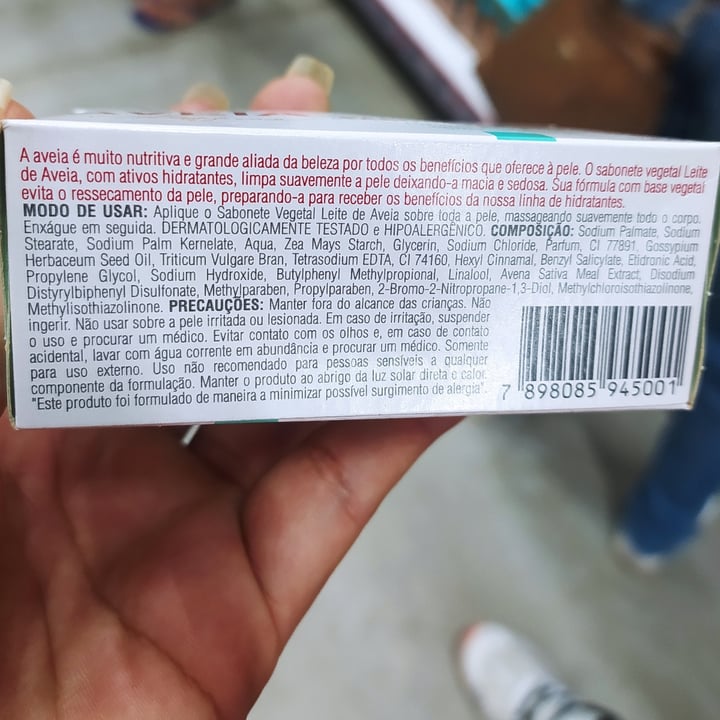 A aveia é muito nutritiva e grande aliada da beleza por todos os benefícios que oferece à pele. O sabonete vegetal Leite
de Aveia, com ativos hidratantes, limpa suavemente a pele deixando-a macia e sedosa. Sua fórmula com base vegetal
evita o ressecamento da pele, preparando-a para receber os benefícios da nossa linha de hidratantes.
MODO DE USAR: Aplique o Sabonete Vegetal Leite de Aveia sobre toda a pele, massageando suavemente todo o corpo.
Enxágue em seguida. DERMATOLOGICAMENTE TESTADO e HIPOALERGÊNICO. COMPOSIÇÃO: Sodium Palmate, Sodium
Stearate, Sodium Palm Kernelate, Aqua, Zea Mays Starch, Glycerin, Sodium Chloride, Parfum, CI 77891, Gossypium
Herbaceum Seed Oil, Triticum Vulgare Bran, Tetrasodium EDTA, CI 74160, Hexyl Cinnamal, Benzyl Salicylate, Etidronic Acid,
Propylene Glycol, Sodium Hydroxide, Butylphenyl Methylpropional, Linalool, Avena Sativa Meal Extract, Disodium
Distyrylbiphenyl Disulfonate, Methylparaben, Propylparaben, 2-Bromo-2-Nitropropane-1,3-Diol, Methylchloroisothiazolinone,
Methylisothiazolinone. PRECAUÇÕES: Manter fora do alcance das crianças. Não
ingerir. Não usar sobre a pele irritada ou lesionada. Em caso de irritação, suspender
o uso e procurar um médico. Evitar contato com os olhos e, em caso de contato
acidental, lavar com água corrente em abundância e procurar um médico. Somente
para uso externo. Uso não recomendado para pessoas sensíveis a qualquer
componente da formulação. Manter o produto ao abrigo da luz solar direta e calor.
"Este produto foi formulado de maneira a minimizar possível surgimento de alergia".
7 898085 945001